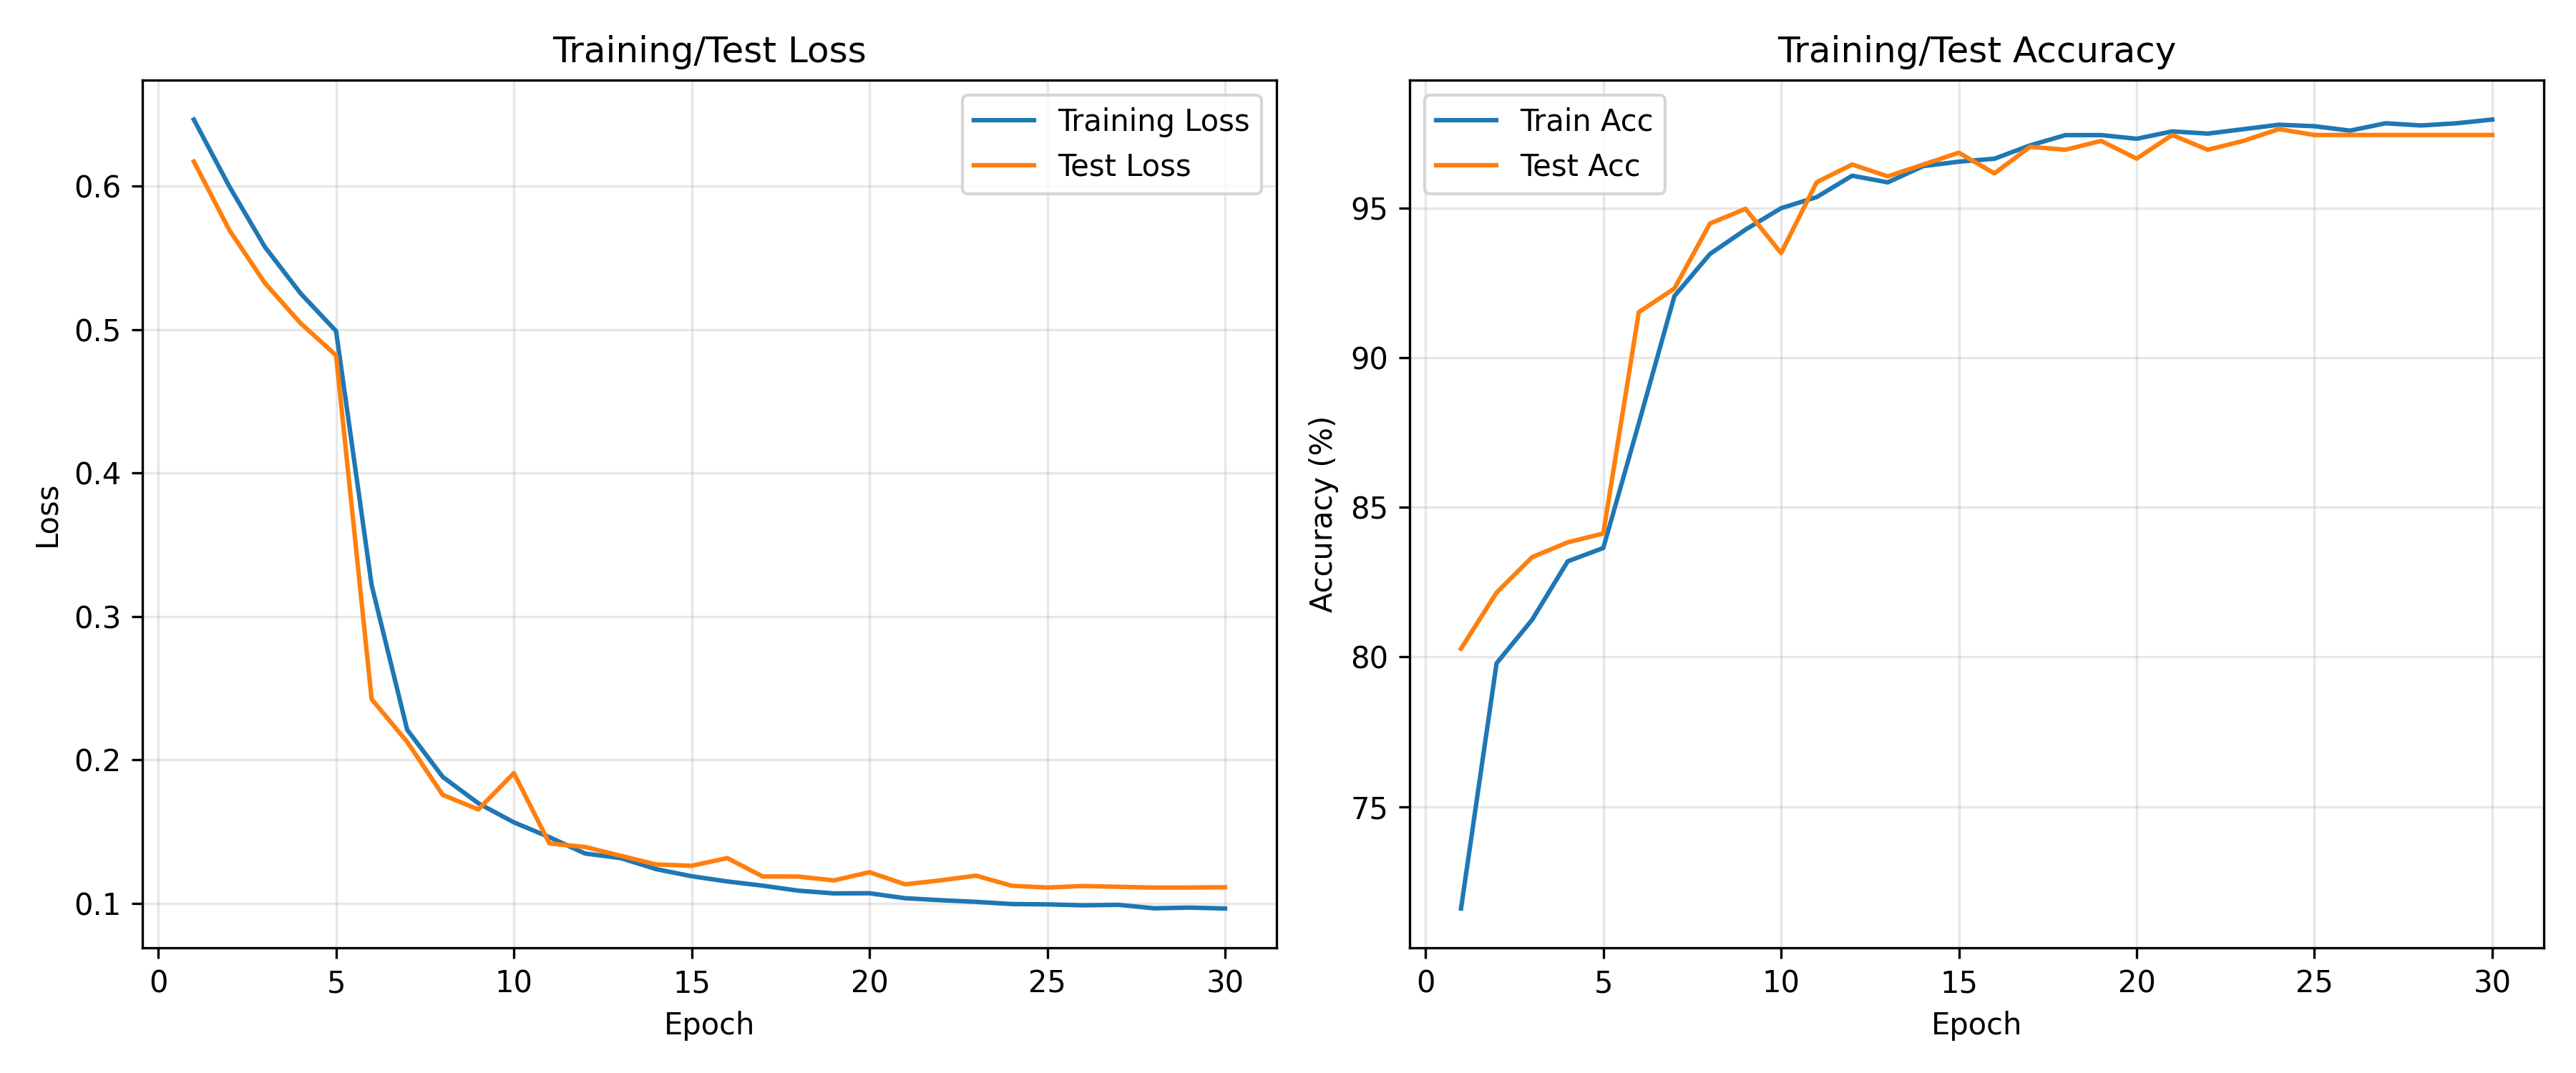 Training/Test Loss
Training Loss
Test Loss
0.6
0.5
0.4
0.3
0.2
0.1
Loss
0 5 10 15 20 25 30
Epoch
Training/Test Accuracy
Train Acc
Test Acc
95
90
85
80
75
Accuracy (%)
0 5 10 15 20 25 30
Epoch